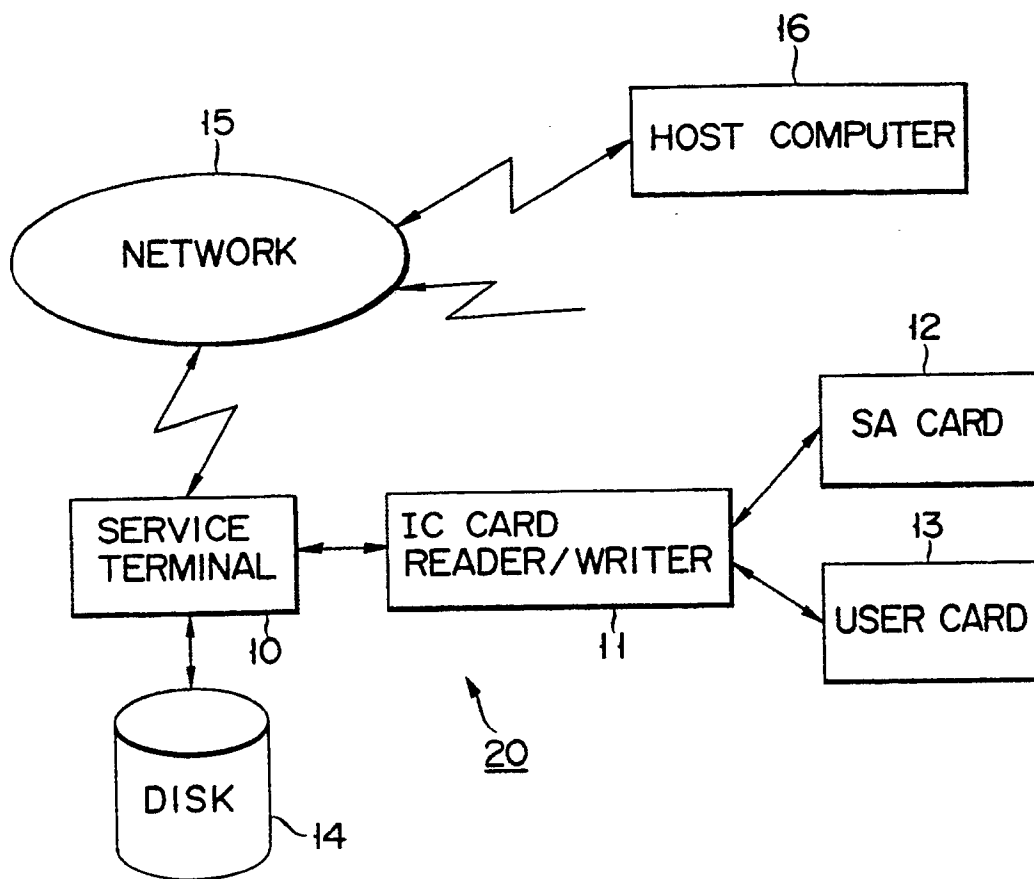 16
HOST COMPUTER
15
NETWORK
12
SA CARD
SERVICE
TERMINAL
10
IC CARD
READER/WRITER
11
13
USER CARD
20
DISK
14